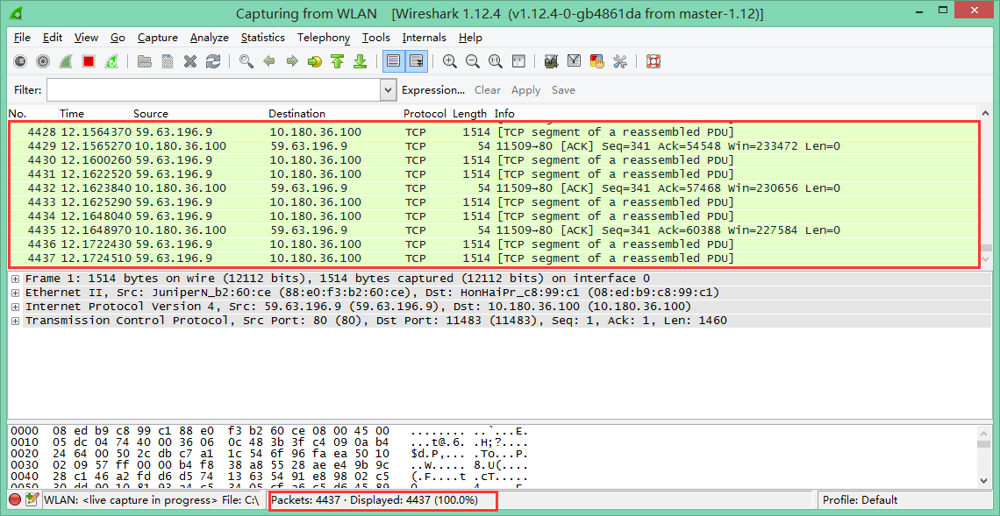 Capturing from WLAN [Wireshark 1.12.4 (v1.12.4-0-gb4861da from master-1.12)]
File Edit View Go Capture Analyze Statistics Telephony Tools Internals Help
Filter: Expression... Clear Apply Save
No. Time Source Destination Protocol Length Info
4428 12.1564370 59.63.196.9 10.180.36.100 TCP 1514 [TCP segment of a reassembled PDU]
4429 12.1565270 10.180.36.100 59.63.196.9 TCP 54 11509→80 [ACK] Seq=341 Ack=54548 Win=233472 Len=0
4430 12.1600260 59.63.196.9 10.180.36.100 TCP 1514 [TCP segment of a reassembled PDU]
4431 12.1622520 59.63.196.9 10.180.36.100 TCP 1514 [TCP segment of a reassembled PDU]
4432 12.1623840 10.180.36.100 59.63.196.9 TCP 54 11509→80 [ACK] Seq=341 Ack=57468 Win=230656 Len=0
4433 12.1625290 59.63.196.9 10.180.36.100 TCP 1514 [TCP segment of a reassembled PDU]
4434 12.1648040 59.63.196.9 10.180.36.100 TCP 1514 [TCP segment of a reassembled PDU]
4435 12.1648970 10.180.36.100 59.63.196.9 TCP 54 11509→80 [ACK] Seq=341 Ack=60388 Win=227584 Len=0
4436 12.1722430 59.63.196.9 10.180.36.100 TCP 1514 [TCP segment of a reassembled PDU]
4437 12.1724510 59.63.196.9 10.180.36.100 TCP 1514 [TCP segment of a reassembled PDU]
Frame 1: 1514 bytes on wire (12112 bits), 1514 bytes captured (12112 bits) on interface 0
Ethernet II, Src: JuniperN_b2:60:ce (88:e0:f3:b2:60:ce), Dst: HonHaiPr_c8:99:c1 (08:ed:b9:c8:99:c1)
Internet Protocol Version 4, Src: 59.63.196.9 (59.63.196.9), Dst: 10.180.36.100 (10.180.36.100)
Transmission Control Protocol, Src Port: 80 (80), Dst Port: 11483 (11483), Seq: 1, Ack: 1, Len: 1460
0000 08 ed b9 c8 99 c1 88 e0 f3 b2 60 ce 08 00 45 00 ........ ..`...E.
0010 05 dc 04 74 40 00 36 06 0c 48 3b 3f c4 09 0a b4 ...t@.6. .H;?....
0020 24 64 00 50 2c db c7 a1 1c 54 6f 96 fa ea 50 10 $d.P,... .To...P.
0030 02 09 57 ff 00 00 b4 f8 38 a8 55 28 ae e4 9b 9c ..W..... 8.U(....
0040 28 c1 46 a2 fd d6 d5 74 13 63 54 91 e8 98 02 c5 (.F....t .cT.....
WLAN: <live capture in progress> File: C:\ Packets: 4437 · Displayed: 4437 (100.0%) Profile: Default